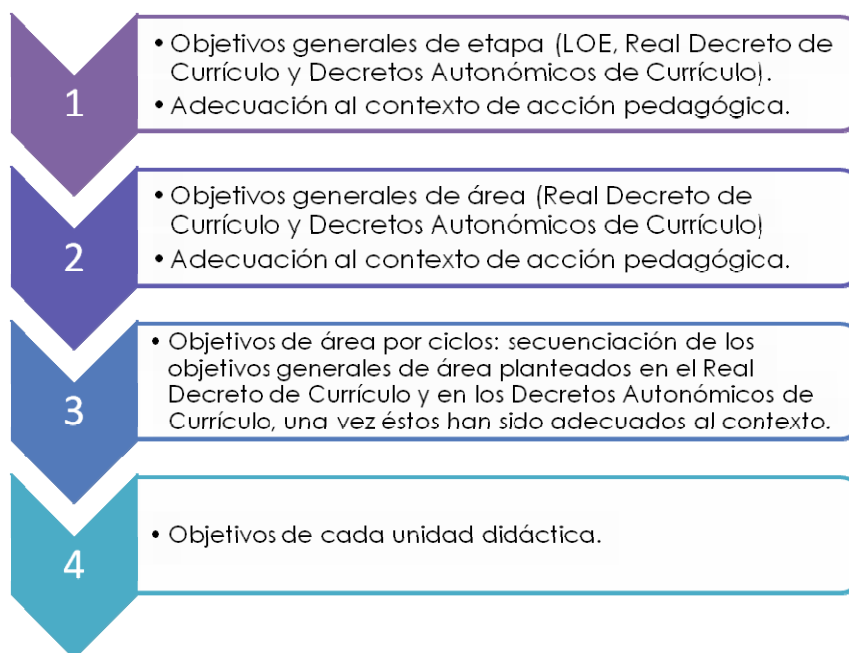 1
• Objetivos generales de etapa (LOE, Real Decreto de
Currículo y Decretos Autonómicos de Currículo).
• Adecuación al contexto de acción pedagógica.
2
• Objetivos generales de área (Real Decreto de
Currículo y Decretos Autonómicos de Currículo)
• Adecuación al contexto de acción pedagógica.
3
• Objetivos de área por ciclos: secuenciación de los
objetivos generales de área planteados en el Real
Decreto de Currículo y en los Decretos Autonómicos de
Currículo, una vez éstos han sido adecuados al contexto.
4
• Objetivos de cada unidad didáctica.